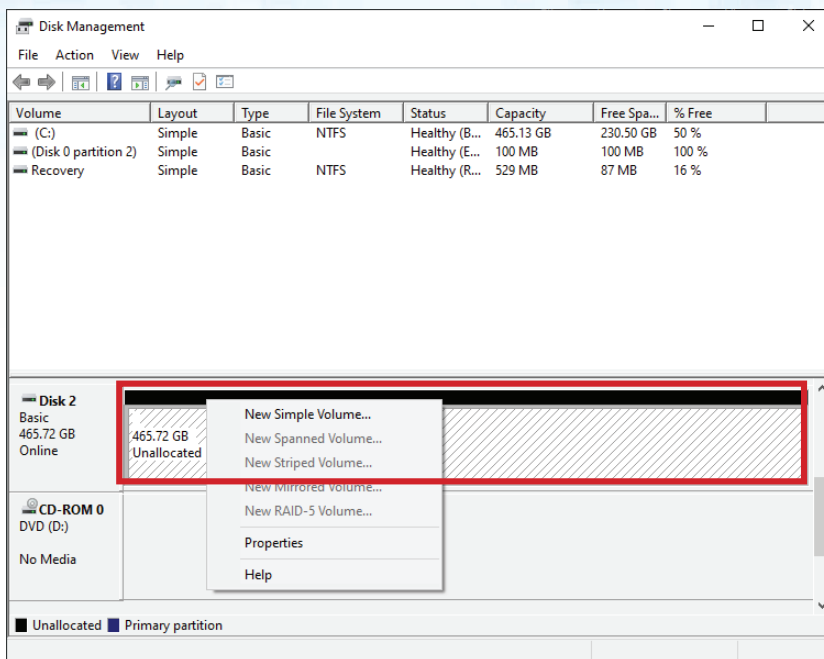 Disk Management
File Action View Help
Volume Layout Type File System Status Capacity Free Spa... % Free
(C:) Simple Basic NTFS Healthy (B... 465.13 GB 230.50 GB 50 %
(Disk 0 partition 2) Simple Basic Healthy (E... 100 MB 100 MB 100 %
Recovery Simple Basic NTFS Healthy (R... 529 MB 87 MB 16 %
Disk 2
Basic
465.72 GB
Online
465.72 GB
Unallocated
New Simple Volume...
New Spanned Volume...
New Striped Volume...
New Mirrored Volume...
New RAID-5 Volume...
Properties
Help
CD-ROM 0
DVD (D:)
No Media
Unallocated Primary partition